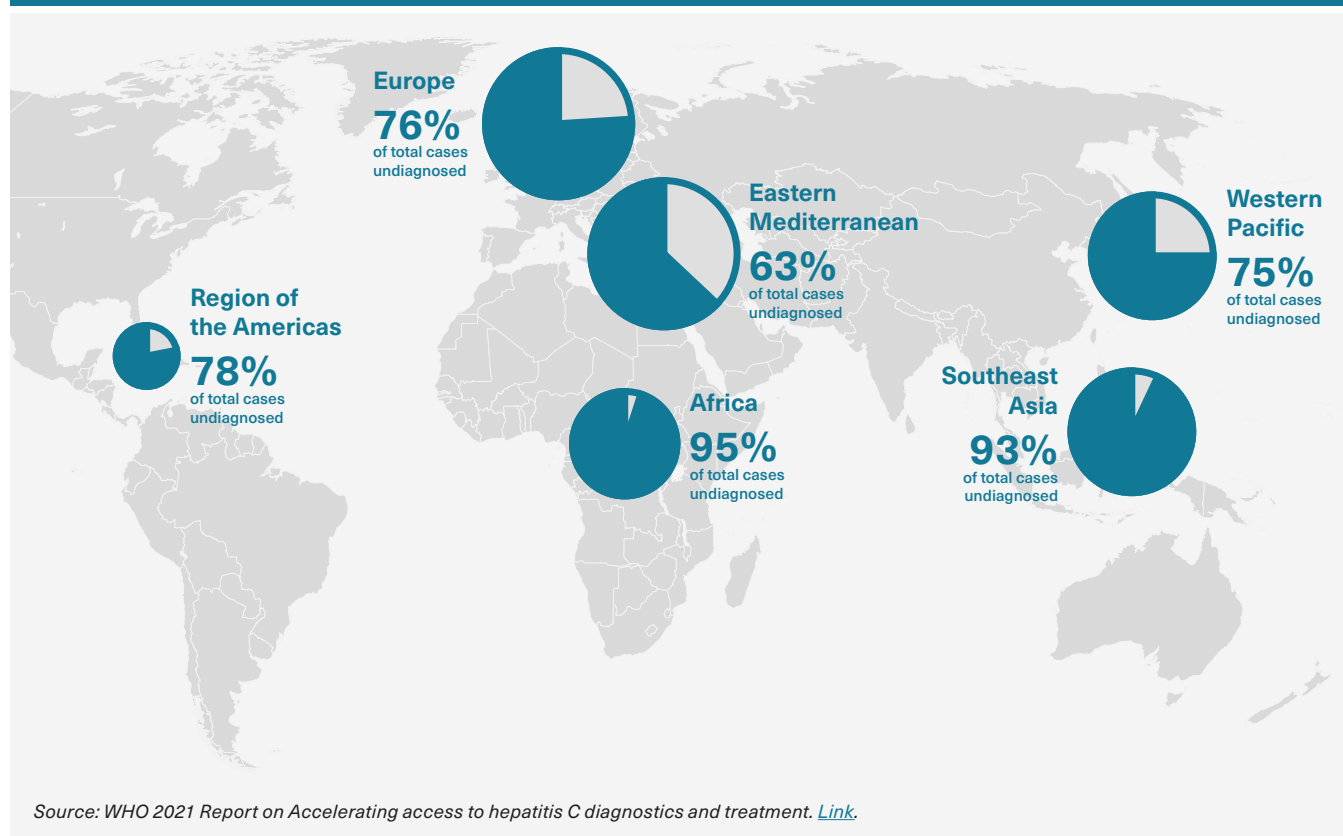 Europe
76%
of total cases
undiagnosed
Eastern
Mediterranean
63%
of total cases
undiagnosed
Western
Pacific
75%
of total cases
undiagnosed
Region of
the Americas
78%
of total cases
undiagnosed
Africa
95%
of total cases
undiagnosed
Southeast
Asia
93%
of total cases
undiagnosed
Source: WHO 2021 Report on Accelerating access to hepatitis C diagnostics and treatment. Link.